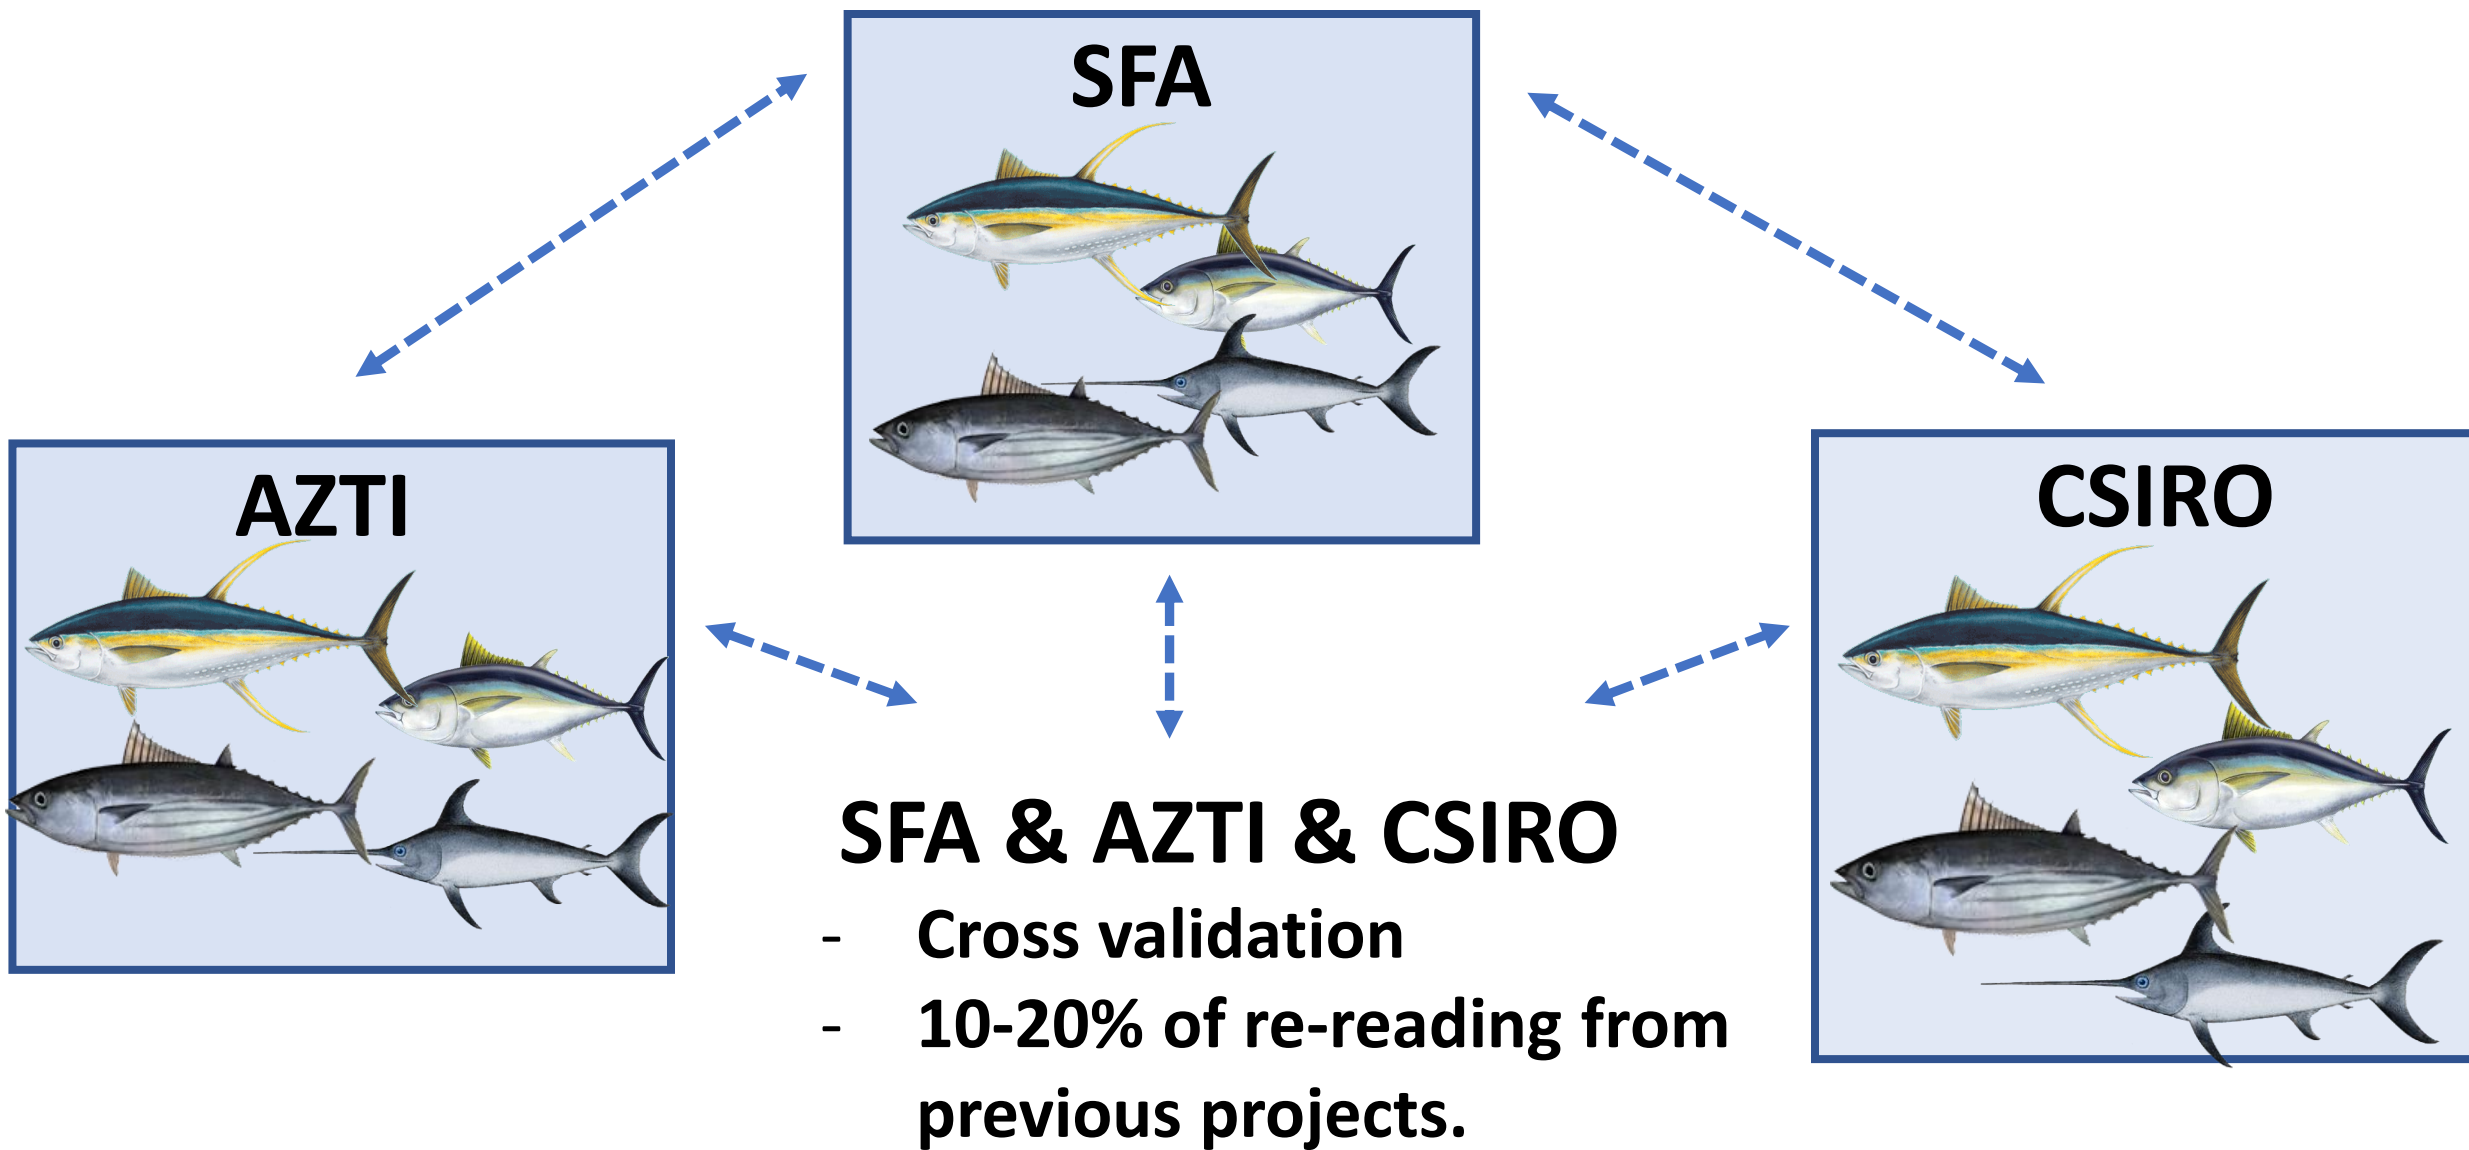 SFA
AZTI
CSIRO
SFA & AZTI & CSIRO
- Cross validation
- 10-20% of re-reading from
previous projects.